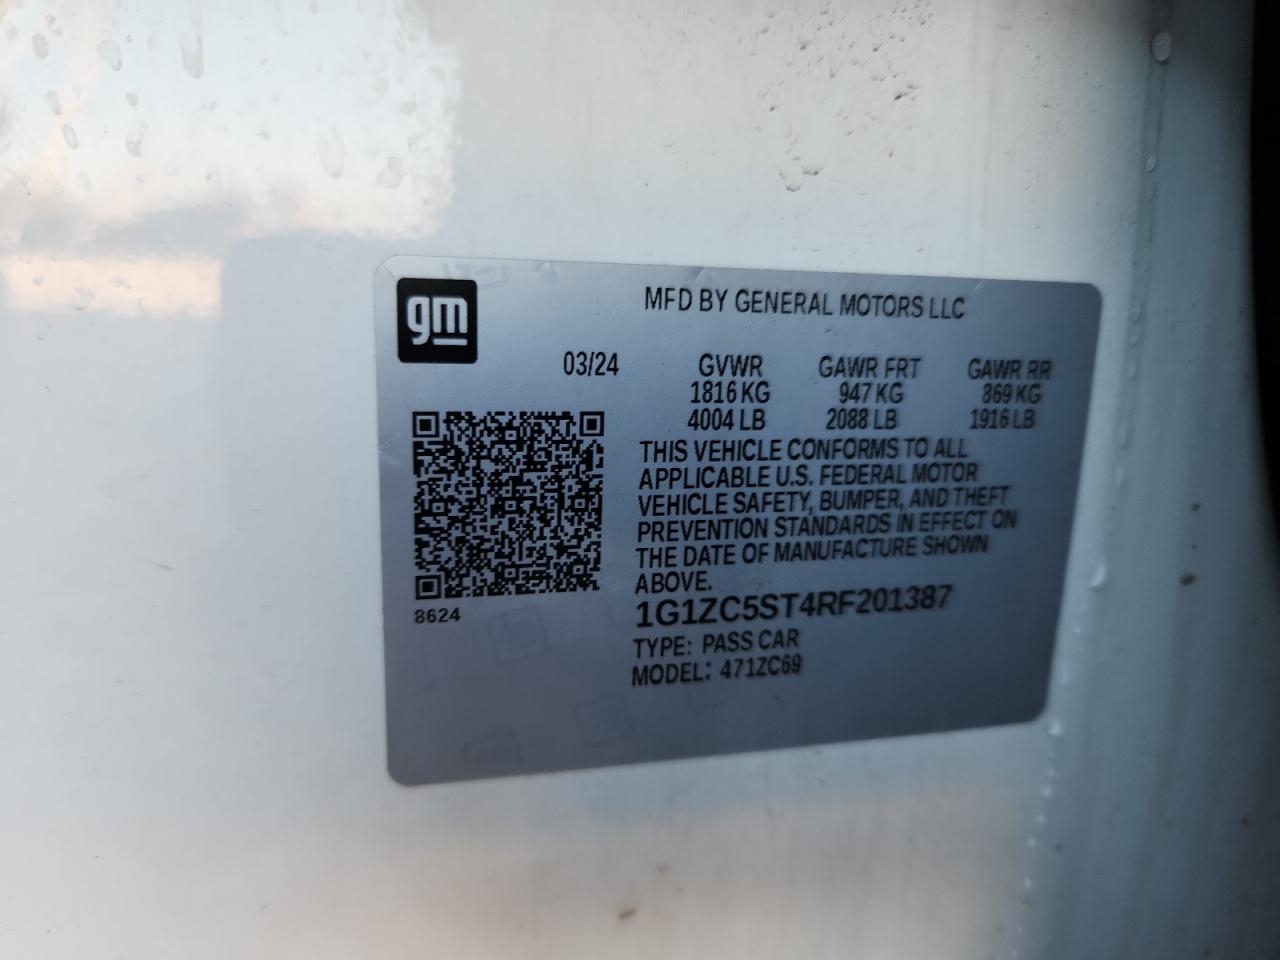 gm
MFD BY GENERAL MOTORS LLC
03/24 GVWR GAWR FRT GAWR RR
1816 KG 947 KG 869 KG
4004 LB 2088 LB 1916 LB
THIS VEHICLE CONFORMS TO ALL
APPLICABLE U.S. FEDERAL MOTOR
VEHICLE SAFETY, BUMPER, AND THEFT
PREVENTION STANDARDS IN EFFECT ON
THE DATE OF MANUFACTURE SHOWN
ABOVE.
8624
1G1ZC5ST4RF201387
TYPE: PASS CAR
MODEL: 471ZC69